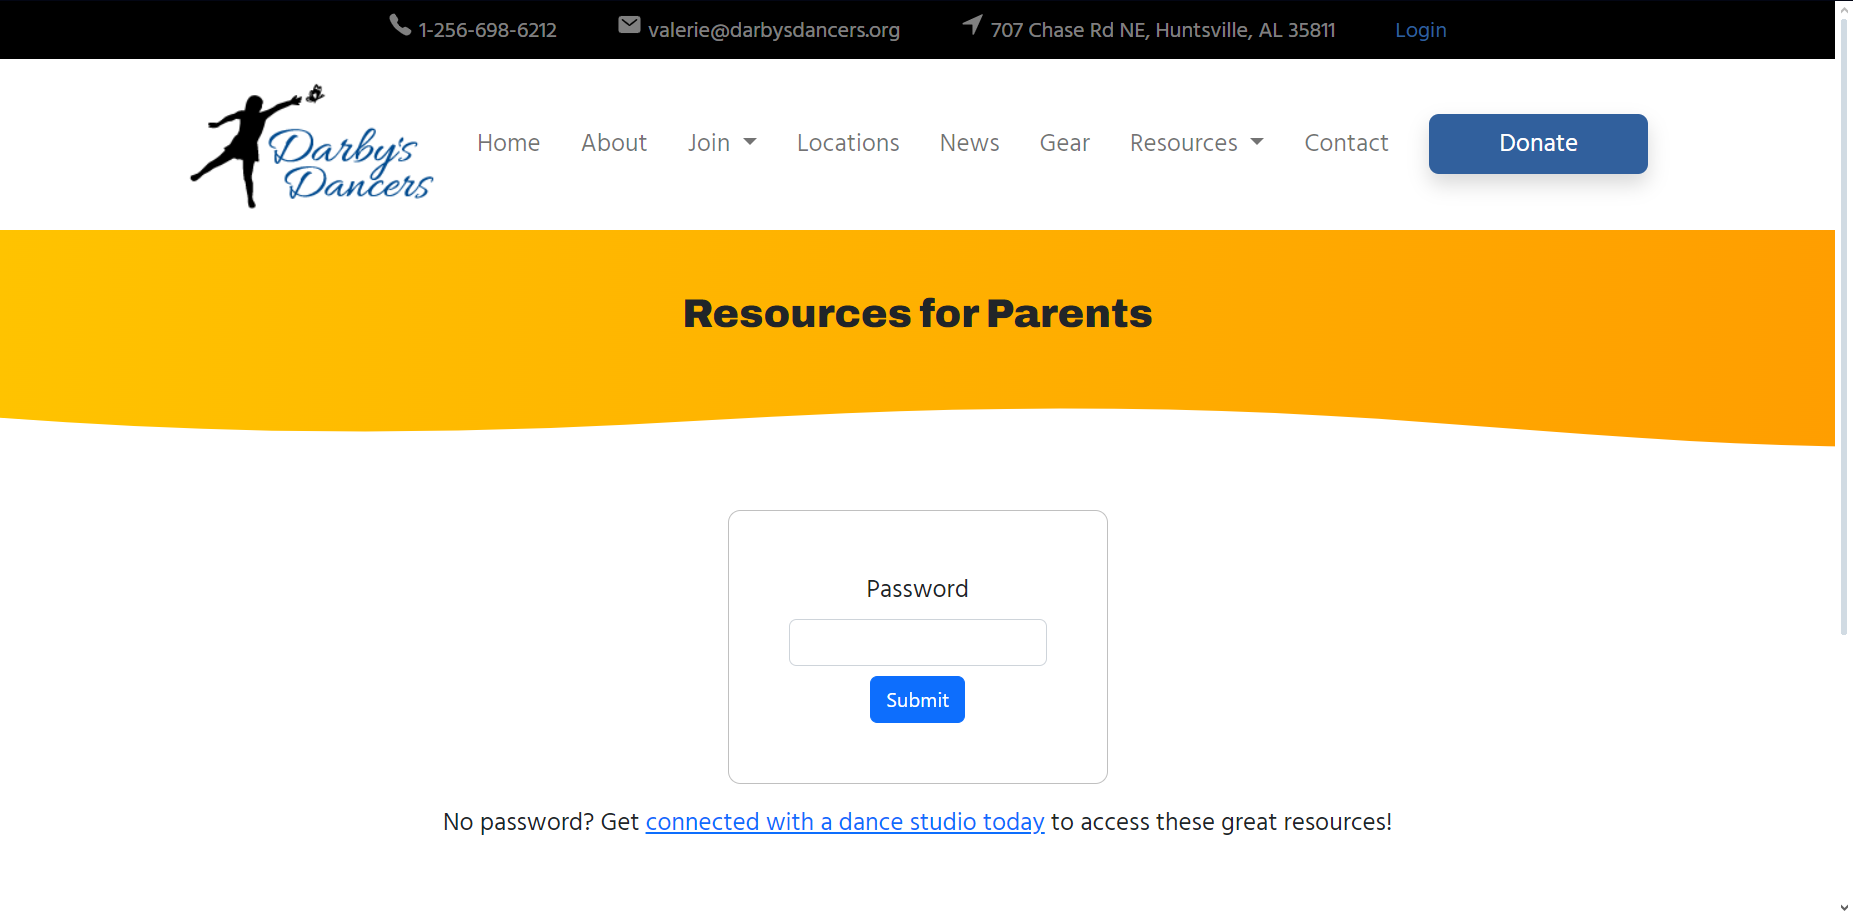 1-256-698-6212 valerie@darbysdancers.org 707 Chase Rd NE, Huntsville, AL 35811 Login
Darby's
Dancers
Home About Join Locations News Gear Resources Contact Donate
Resources for Parents
Password
Submit
No password? Get connected with a dance studio today to access these great resources!